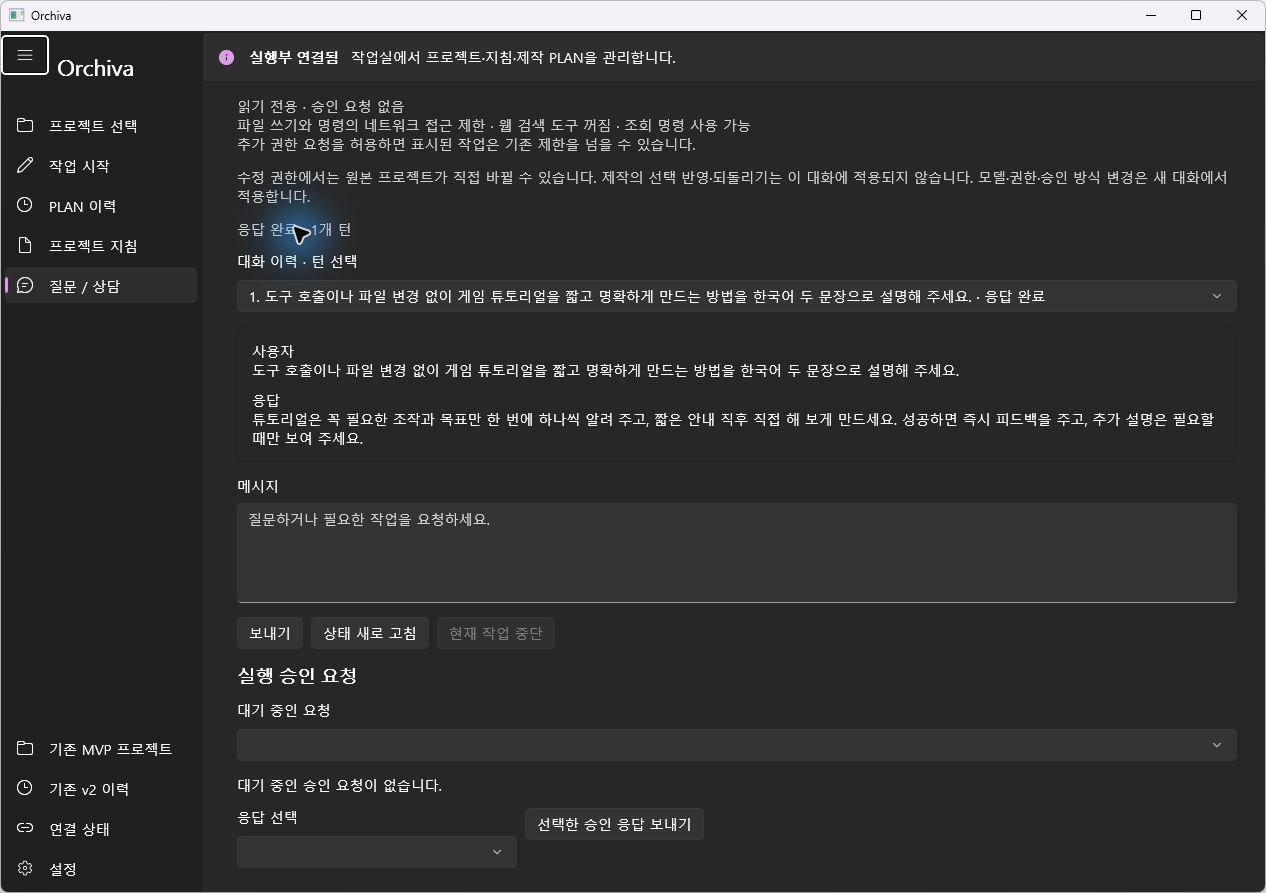 Orchiva
Orchiva
프로젝트 선택
작업 시작
PLAN 이력
프로젝트 지침
질문 / 상담
기존 MVP 프로젝트
기존 v2 이력
연결 상태
설정
실행부 연결됨 작업실에서 프로젝트·지침·제작 PLAN을 관리합니다.
읽기 전용 · 승인 요청 없음
파일 쓰기와 명령의 네트워크 접근 제한 · 웹 검색 도구 꺼짐 · 조회 명령 사용 가능
추가 권한 요청을 허용하면 표시된 작업은 기존 제한을 넘을 수 있습니다.
수정 권한에서는 원본 프로젝트가 직접 바뀔 수 있습니다. 제작의 선택 반영·되돌리기는 이 대화에 적용되지 않습니다. 모델·권한·승인 방식 변경은 새 대화에서
적용합니다.
응답 완료 1개 턴
대화 이력 · 턴 선택
1. 도구 호출이나 파일 변경 없이 게임 튜토리얼을 짧고 명확하게 만드는 방법을 한국어 두 문장으로 설명해 주세요. · 응답 완료
사용자
도구 호출이나 파일 변경 없이 게임 튜토리얼을 짧고 명확하게 만드는 방법을 한국어 두 문장으로 설명해 주세요.
응답
튜토리얼은 꼭 필요한 조작과 목표만 한 번에 하나씩 알려 주고, 짧은 안내 직후 직접 해 보게 만드세요. 성공하면 즉시 피드백을 주고, 추가 설명은 필요할
때만 보여 주세요.
메시지
질문하거나 필요한 작업을 요청하세요.
보내기
상태 새로 고침
현재 작업 중단
실행 승인 요청
대기 중인 요청
대기 중인 승인 요청이 없습니다.
응답 선택
선택한 승인 응답 보내기